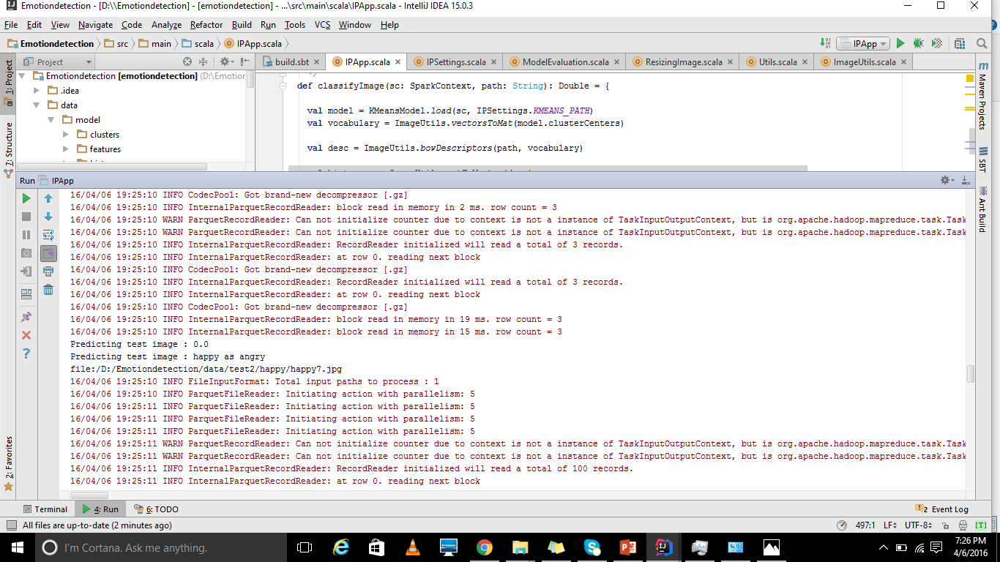 Emotiondetection - [D:\\Emotiondetection] - [emotiondetection] - ...\src\main\scala\IPApp.scala - IntelliJ IDEA 15.0.3
File Edit View Navigate Code Analyze Refactor Build Run Tools VCS Window Help
Emotiondetection src main scala IPApp.scala IPApp
Project build.sbt IPApp.scala IPSettings.scala ModelEvaluation.scala ResizingImage.scala Utils.scala ImageUtils.scala
1: Project
7: Structure
2: Favorites
Emotiondetection [emotiondetection] (D:\Emotior
.idea
data
model
clusters
features
*/
def classifyImage(sc: SparkContext, path: String): Double = {
val model = KMeansModel.load(sc, IPSettings.KMEANS_PATH)
val vocabulary = ImageUtils.vectorsToMat(model.clusterCenters)
val desc = ImageUtils.bowDescriptors(path, vocabulary)
Maven Projects
SBT
Ant Build
Run IPApp
16/04/06 19:25:10 INFO CodecPool: Got brand-new decompressor [.gz]
16/04/06 19:25:10 INFO InternalParquetRecordReader: block read in memory in 2 ms. row count = 3
16/04/06 19:25:10 WARN ParquetRecordReader: Can not initialize counter due to context is not a instance of TaskInputOutputContext, but is org.apache.hadoop.mapreduce.task.Task
16/04/06 19:25:10 WARN ParquetRecordReader: Can not initialize counter due to context is not a instance of TaskInputOutputContext, but is org.apache.hadoop.mapreduce.task.Task
16/04/06 19:25:10 INFO InternalParquetRecordReader: RecordReader initialized will read a total of 3 records.
16/04/06 19:25:10 INFO InternalParquetRecordReader: at row 0. reading next block
16/04/06 19:25:10 INFO CodecPool: Got brand-new decompressor [.gz]
16/04/06 19:25:10 INFO InternalParquetRecordReader: RecordReader initialized will read a total of 3 records.
16/04/06 19:25:10 INFO InternalParquetRecordReader: at row 0. reading next block
16/04/06 19:25:10 INFO CodecPool: Got brand-new decompressor [.gz]
16/04/06 19:25:10 INFO InternalParquetRecordReader: block read in memory in 19 ms. row count = 3
16/04/06 19:25:10 INFO InternalParquetRecordReader: block read in memory in 15 ms. row count = 3
Predicting test image : 0.0
Predicting test image : happy as angry
file:/D:/Emotiondetection/data/test2/happy/happy7.jpg
16/04/06 19:25:10 INFO FileInputFormat: Total input paths to process : 1
16/04/06 19:25:10 INFO ParquetFileReader: Initiating action with parallelism: 5
16/04/06 19:25:11 INFO ParquetFileReader: Initiating action with parallelism: 5
16/04/06 19:25:11 INFO ParquetFileReader: Initiating action with parallelism: 5
16/04/06 19:25:11 INFO ParquetFileReader: Initiating action with parallelism: 5
16/04/06 19:25:11 WARN ParquetRecordReader: Can not initialize counter due to context is not a instance of TaskInputOutputContext, but is org.apache.hadoop.mapreduce.task.Task
16/04/06 19:25:11 WARN ParquetRecordReader: Can not initialize counter due to context is not a instance of TaskInputOutputContext, but is org.apache.hadoop.mapreduce.task.Task
16/04/06 19:25:11 INFO InternalParquetRecordReader: RecordReader initialized will read a total of 100 records.
16/04/06 19:25:11 INFO InternalParquetRecordReader: at row 0. reading next block
Terminal 4: Run 6: TODO 2 Event Log
All files are up-to-date (2 minutes ago) 497:1 LF UTF-8 [T]
I'm Cortana. Ask me anything. 7:26 PM
4/6/2016